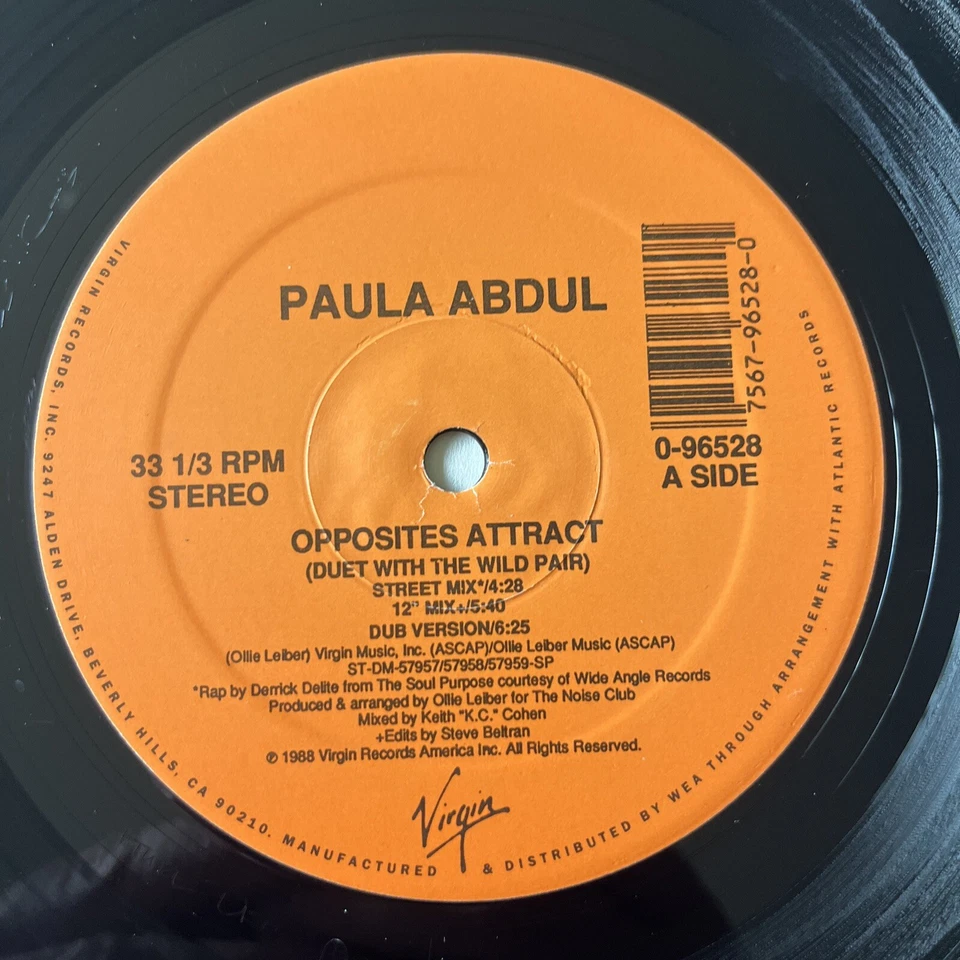 PAULA ABDUL
7567-96528-0
33 1/3 RPM
STEREO
0-96528
A SIDE
OPPOSITES ATTRACT
(DUET WITH THE WILD PAIR)
STREET MIX*/4:28
12" MIX+/5:40
DUB VERSION/6:25
(Ollie Leiber) Virgin Music, Inc. (ASCAP)/Ollie Leiber Music (ASCAP)
ST-DM-57957/57958/57959-SP
*Rap by Derrick Delite from The Soul Purpose courtesy of Wide Angle Records
Produced & arranged by Ollie Leiber for The Noise Club
Mixed by Keith "K.C." Cohen
+Edits by Steve Beltran
℗ 1988 Virgin Records America Inc. All Rights Reserved.
Virgin
VIRGIN RECORDS, INC. 9247 ALDEN DRIVE, BEVERLY HILLS, CA 90210. MANUFACTURED & DISTRIBUTED BY WEA THROUGH ARRANGEMENT WITH ATLANTIC RECORDS